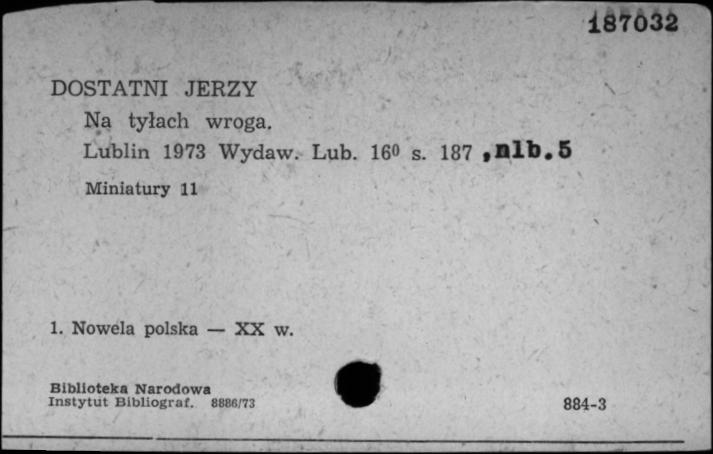 187032
DOSTATNI JERZY
Na tyłach wroga.
Lublin 1973 Wydaw. Lub. 16⁰ s. 187 ,nlb.5
Miniatury 11
1. Nowela polska — XX w.
Biblioteka Narodowa
Instytut Bibliograf. 8886/73
884-3